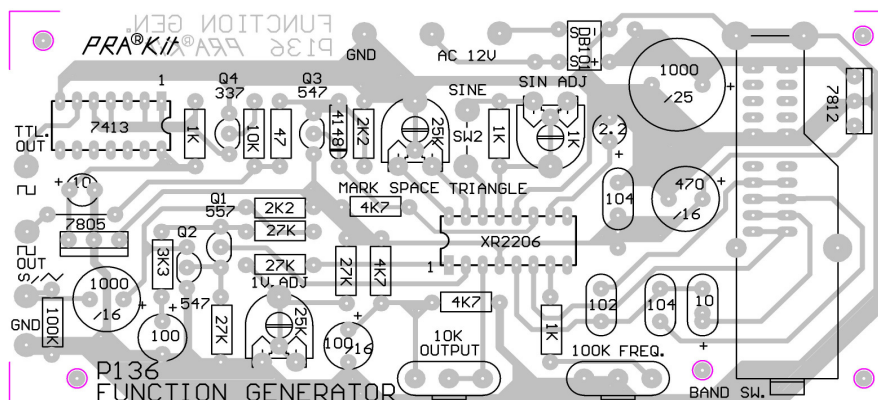 FUNCTION GEN.
P136 PRA®Kit
PRA®Kit
GND
AC 12V
DB101
S
S
+
-
Q4
337
Q3
547
SINE
SIN ADJ
1000
/25
+
7812
1
7413
TTL.
OUT
1K
10K
47
4148
2K2
25K
SW2
1K
1K
2.2
+
MARK SPACE
TRIANGLE
+
10
7805
Q1
557
2K2
4K7
104
470
/16
+
27K
XR2206
1
Q2
OUT
S/
3K3
27K
27K
4K7
1V.ADJ
1000
/16
+
547
GND
100K
100
+
27K
25K
100
16
+
4K7
10K
OUTPUT
1K
102
104
10
+
100K FREQ.
P136
FUNCTION GENERATOR
BAND SW.